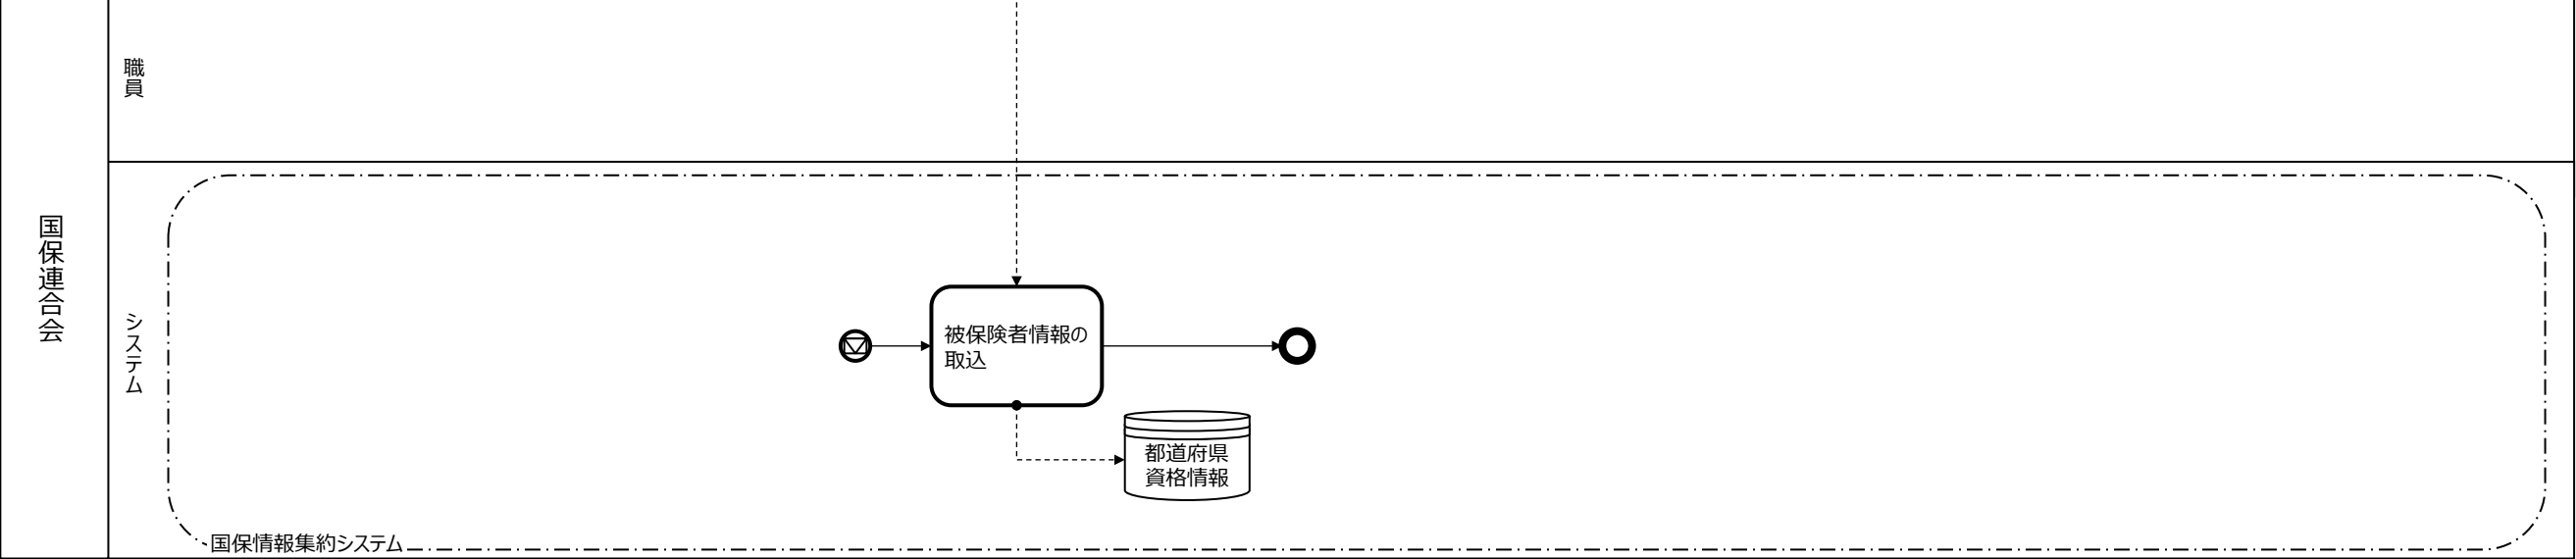 国保連合会
職員
システム
被保険者情報の
取込
都道府県
資格情報
国保情報集約システム